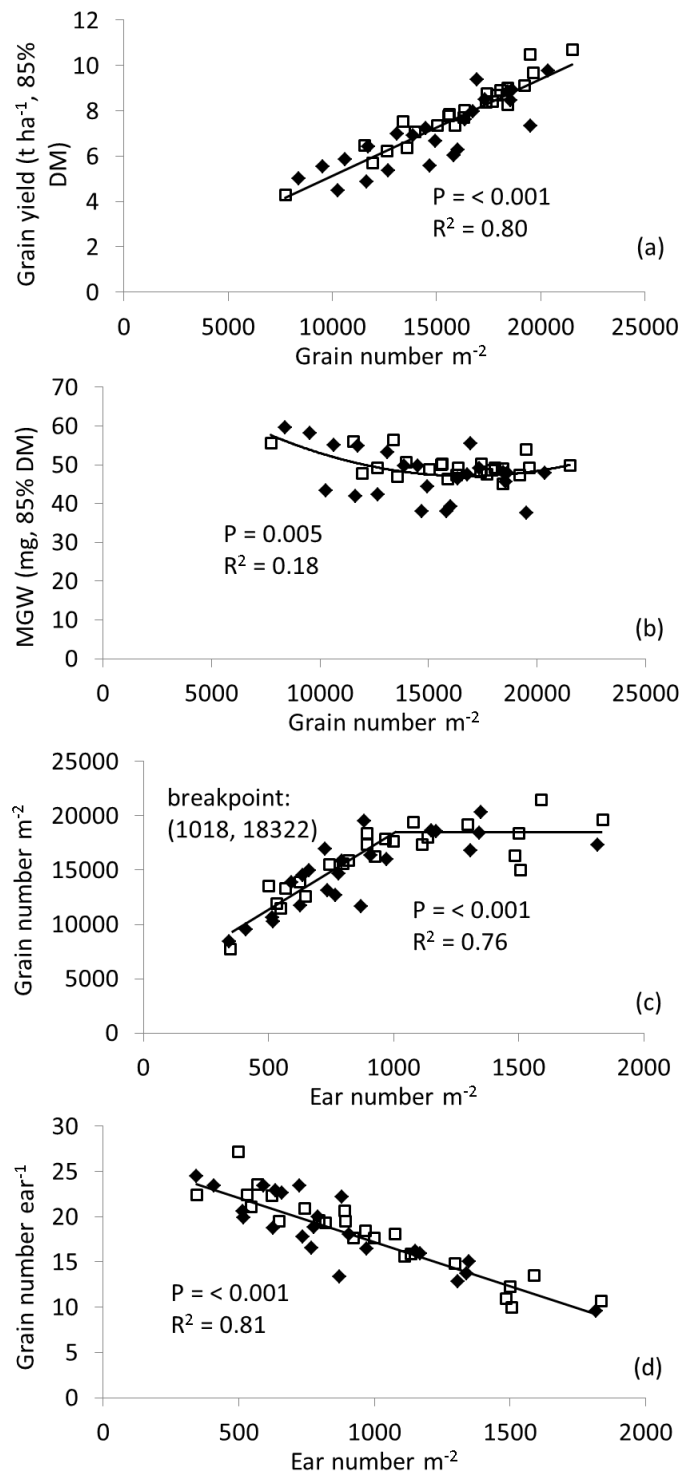 12
10
8
6
4
2
0
Grain yield (t ha⁻¹, 85%
DM)
P = < 0.001
R² = 0.80
(a)
0 5000 10000 15000 20000 25000
Grain number m⁻²
70
60
50
40
30
20
10
0
MGW (mg, 85% DM)
P = 0.005
R² = 0.18
(b)
0 5000 10000 15000 20000 25000
Grain number m⁻²
25000
20000
15000
10000
5000
0
Grain number m⁻²
breakpoint:
(1018, 18322)
P = < 0.001
R² = 0.76
(c)
0 500 1000 1500 2000
Ear number m⁻²
30
25
20
15
10
5
0
Grain number ear⁻¹
P = < 0.001
R² = 0.81
(d)
0 500 1000 1500 2000
Ear number m⁻²